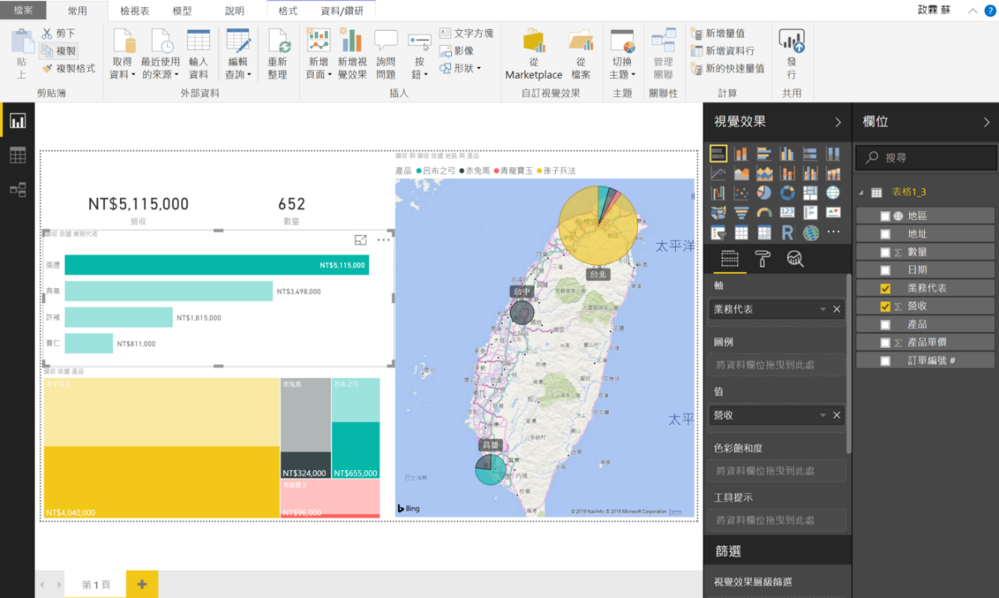 檔案 常用 檢視表 模型 說明 格式 資料/鑽研 政霖 蘇
剪下
複製
複製格式
貼上
剪貼簿
取得資料
最近使用的來源
輸入資料
外部資料
編輯查詢
重新整理
新增頁面
新增視覺效果
詢問問題
按鈕
文字方塊
影像
形狀
插入
從 Marketplace
從檔案
自訂視覺效果
切換主題
主題
管理關聯
關聯性
新增量值
新增資料行
新的快速量值
計算
發行
共用
NT$5,115,000
營收
652
數量
營收 依據 業務代表
張遼 NT$5,115,000
典韋 NT$3,498,000
許褚 NT$1,815,000
曹仁 NT$811,000
營收 依據 產品
孫子兵法
NT$4,040,000
赤兔馬
NT$324,000
呂布之弓
NT$655,000
青龍寶玉
NT$96,000
營收 與 營收 依據 地區 與 產品
產品 呂布之弓 赤兔馬 青龍寶玉 孫子兵法
太平洋
台北
台中
高雄
太平
巴士海峽
Bing
© 2019 Navinfo, © 2019 Microsoft Corporation Terms
視覺效果
軸
業務代表
圖例
將資料欄位拖曳到此處
值
營收
色彩飽和度
將資料欄位拖曳到此處
工具提示
將資料欄位拖曳到此處
篩選
視覺效果層級篩選
欄位
搜尋
表格1_3
地區
地址
數量
日期
業務代表
營收
產品
產品單價
訂單編號 #
第 1 頁